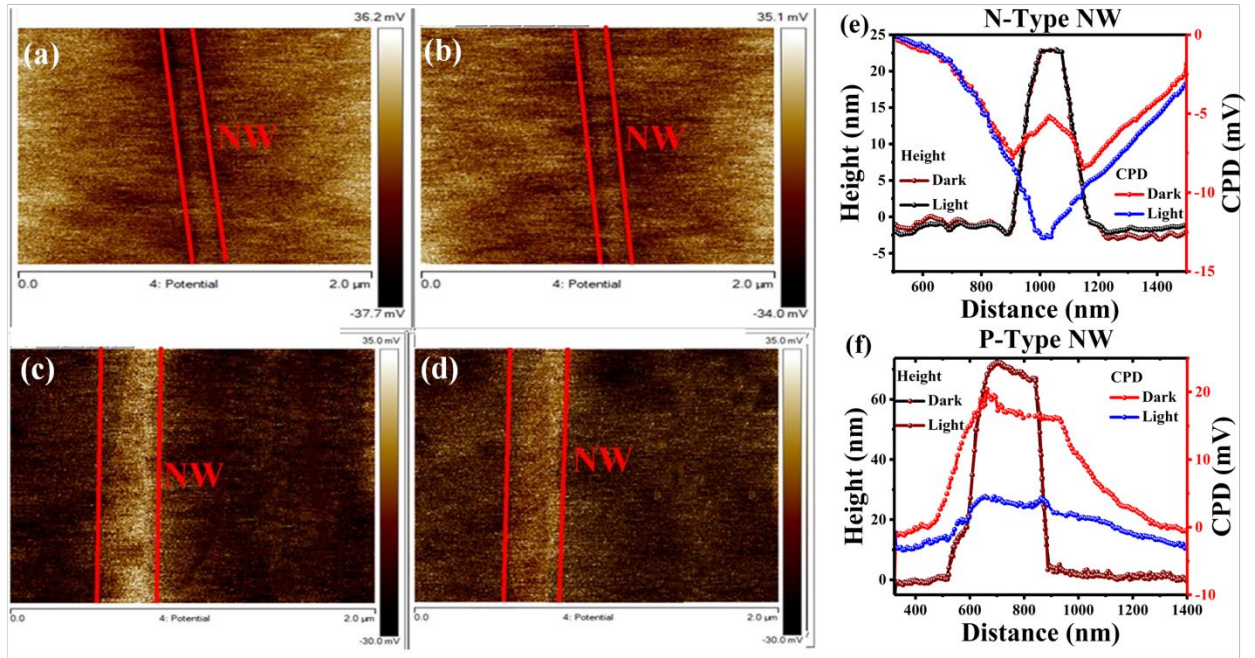 36.2 mV
(a)
NW
-37.7 mV
0.0
4: Potential
2.0 µm
35.1 mV
(b)
NW
-34.0 mV
0.0
4: Potential
2.0 µm
35.0 mV
(c)
NW
-30.0 mV
0.0
4: Potential
2.0 µm
35.0 mV
(d)
NW
-30.0 mV
0.0
4: Potential
2.0 µm
(e)
N-Type NW
25
20
15
10
5
0
-5
Height (nm)
Height
Dark
Light
CPD
Dark
Light
0
-5
-10
-15
CPD (mV)
600
800
1000
1200
1400
Distance (nm)
(f)
P-Type NW
60
40
20
0
Height (nm)
Height
Dark
Light
CPD
Dark
Light
20
10
0
-10
CPD (mV)
400
600
800
1000
1200
1400
Distance (nm)